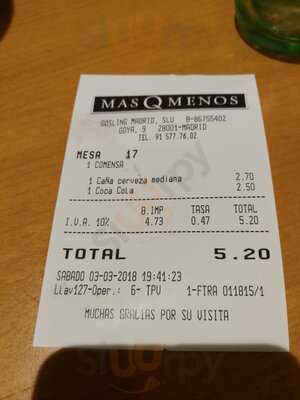 MAS Q MENOS
GOSLING MADRID, SLU B-86755402
GOYA, 9 28001-MADRID
TEL. 91 577.76.02
MESA 17
1 COMENSA
1 Caña cerveza mediana 2.70
1 Coca Cola 2.50
B.IMP TASA TOTAL
I.V.A. 10% 4.73 0.47 5.20
TOTAL 5.20
SABADO 03-03-2018 19:41:23
Llav127-Oper.: 6- TPV 1-FTRA 011815/1
MUCHAS GRACIAS POR SU VISITA